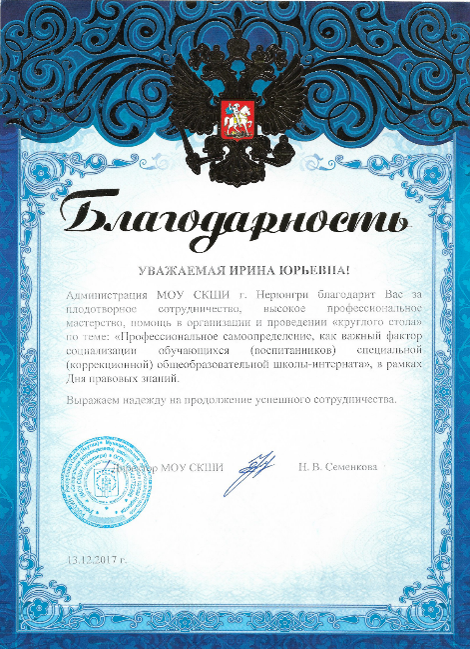 Благодарность
УВАЖАЕМАЯ ИРИНА ЮРЬЕВНА!
Администрация МОУ СКШИ г. Нерюнгри благодарит Вас за
плодотворное сотрудничество, высокое профессиональное
мастерство, помощь в организации и проведении «круглого стола»
по теме: «Профессиональное самоопределение, как важный фактор
социализации обучающихся (воспитанников) специальной
(коррекционной) общеобразовательной школы-интерната», в рамках
Дня правовых знаний.
Выражаем надежду на продолжение успешного сотрудничества.
Директор МОУ СКШИ Н. В. Семенкова
13.12.2017 г.